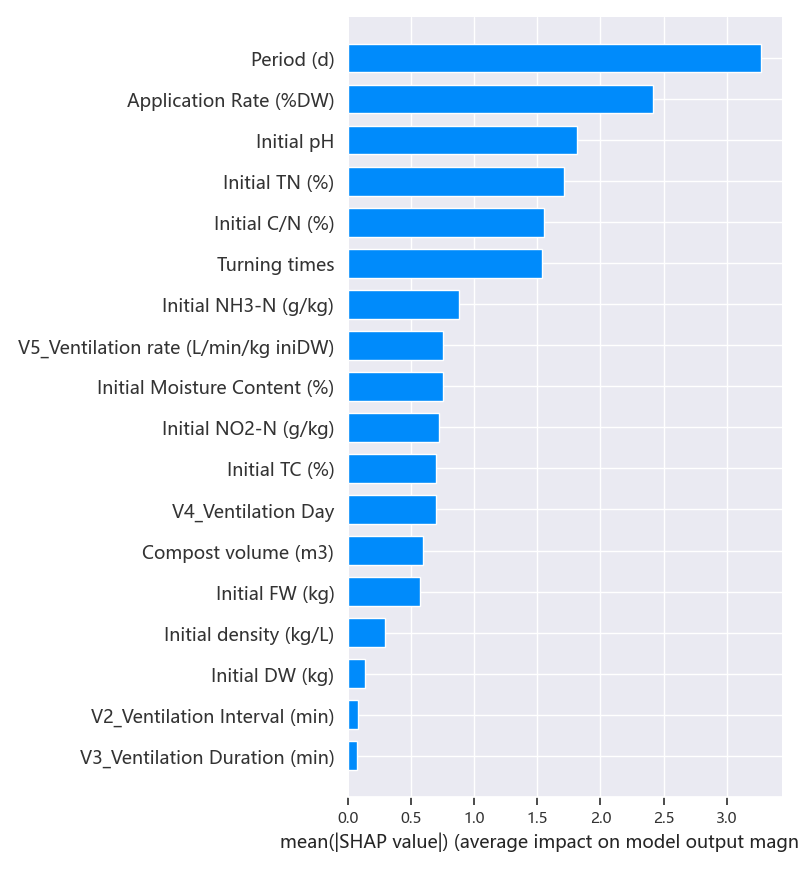 Period (d)
Application Rate (%DW)
Initial pH
Initial TN (%)
Initial C/N (%)
Turning times
Initial NH3-N (g/kg)
V5_Ventilation rate (L/min/kg iniDW)
Initial Moisture Content (%)
Initial NO2-N (g/kg)
Initial TC (%)
V4_Ventilation Day
Compost volume (m3)
Initial FW (kg)
Initial density (kg/L)
Initial DW (kg)
V2_Ventilation Interval (min)
V3_Ventilation Duration (min)
0.0 0.5 1.0 1.5 2.0 2.5 3.0
mean(|SHAP value|) (average impact on model output magn